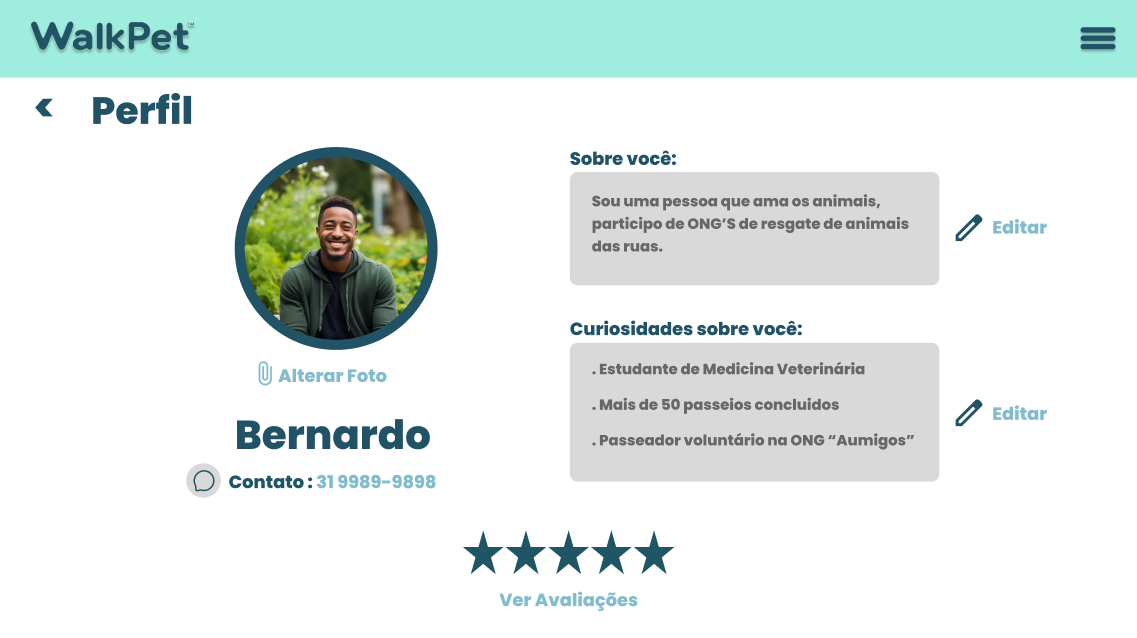 WalkPet™
Perfil
Sobre você:
Sou uma pessoa que ama os animais,
participo de ONG’S de resgate de animais
das ruas.
Editar
Curiosidades sobre você:
. Estudante de Medicina Veterinária
. Mais de 50 passeios concluidos
. Passeador voluntário na ONG “Aumigos”
Editar
Alterar Foto
Bernardo
Contato : 31 9989-9898
Ver Avaliações